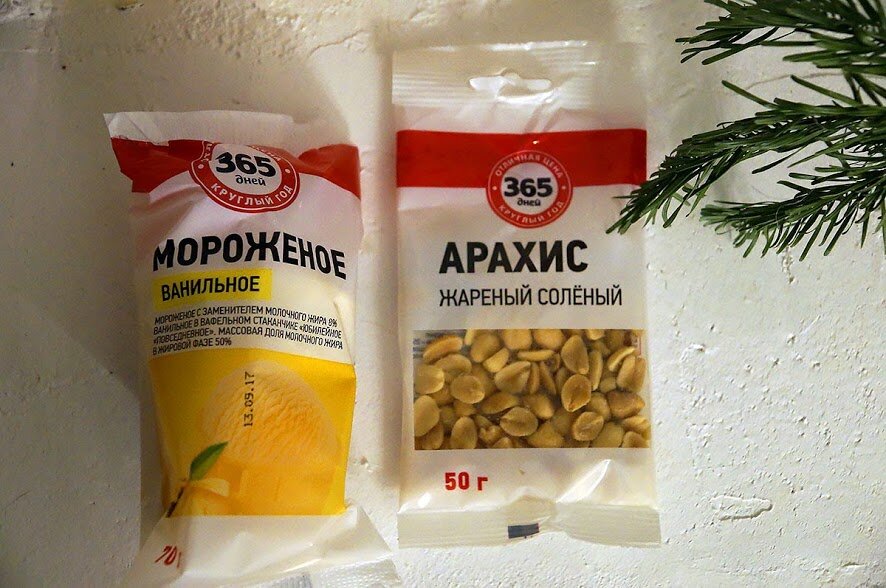 365
дней
КРУГЛЫЙ ГОД
МОРОЖЕНОЕ
ВАНИЛЬНОЕ
МОРОЖЕНОЕ С ЗАМЕНИТЕЛЕМ МОЛОЧНОГО ЖИРА 8%
ВАНИЛЬНОЕ В ВАФЕЛЬНОМ СТАКАНЧИКЕ «ЮБИЛЕЙНОЕ
«ПОВСЕДНЕВНОЕ». МАССОВАЯ ДОЛЯ МОЛОЧНОГО ЖИРА
В ЖИРОВОЙ ФАЗЕ 50%
13.09.17
70 г
ОТЛИЧНАЯ ЦЕНА
365
дней
КРУГЛЫЙ ГОД
АРАХИС
ЖАРЕНЫЙ СОЛЁНЫЙ
50 г